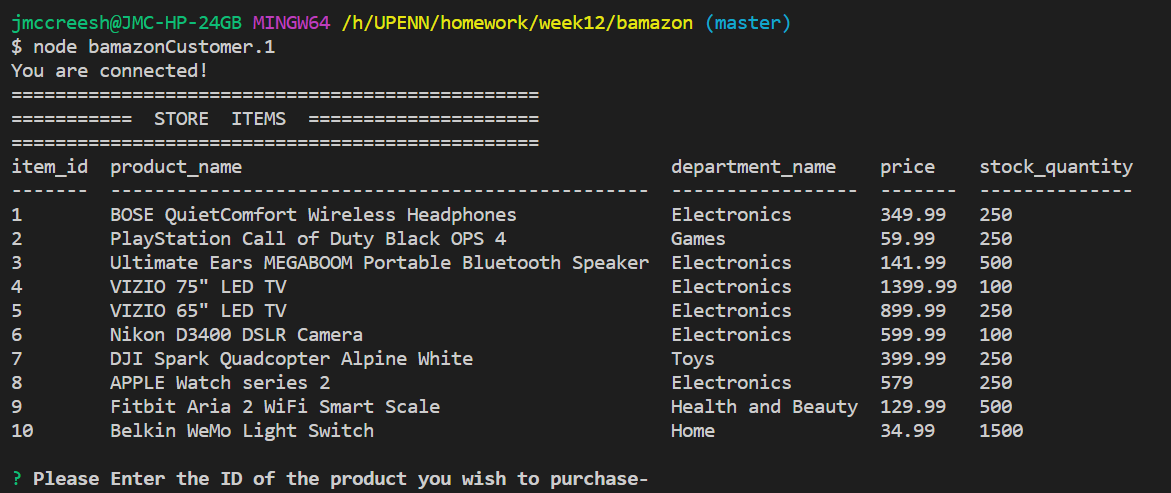 jmccreesh@JMC-HP-24GB MINGW64 /h/UPENN/homework/week12/bamazon (master)
$ node bamazonCustomer.1
You are connected!
================================================
===========  STORE  ITEMS  =====================
================================================
item_id  product_name                                       department_name    price    stock_quantity
-------  -------------------------------------------------  -----------------  -------  --------------
1        BOSE QuietComfort Wireless Headphones              Electronics        349.99   250
2        PlayStation Call of Duty Black OPS 4               Games              59.99    250
3        Ultimate Ears MEGABOOM Portable Bluetooth Speaker  Electronics        141.99   500
4        VIZIO 75" LED TV                                   Electronics        1399.99  100
5        VIZIO 65" LED TV                                   Electronics        899.99   250
6        Nikon D3400 DSLR Camera                            Electronics        599.99   100
7        DJI Spark Quadcopter Alpine White                  Toys               399.99   250
8        APPLE Watch series 2                               Electronics        579      250
9        Fitbit Aria 2 WiFi Smart Scale                     Health and Beauty  129.99   500
10       Belkin WeMo Light Switch                           Home               34.99    1500
? Please Enter the ID of the product you wish to purchase-